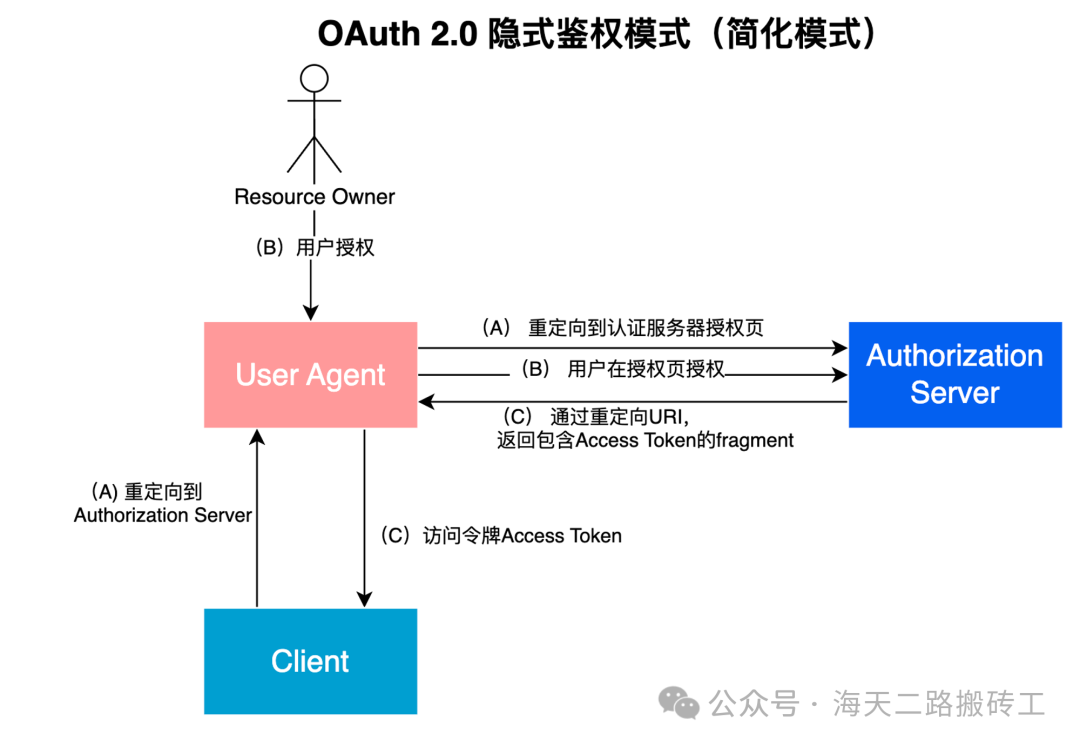 OAuth 2.0 隐式鉴权模式（简化模式）
Resource Owner
（B）用户授权
（A） 重定向到认证服务器授权页
User Agent
（B） 用户在授权页授权
Authorization
Server
（C） 通过重定向URI，
返回包含Access Token的fragment
（A) 重定向到
Authorization Server
（C）访问令牌Access Token
Client
公众号 · 海天二路搬砖工